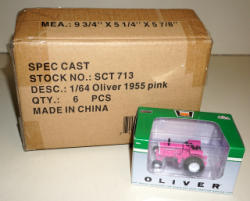 MEA.: 9 3/4" X 5 1/4" X 5 7/8"
SPEC CAST
STOCK NO.: SCT 713
DESC.: 1/64 Oliver 1955 pink
QTY.: 6 PCS
MADE IN CHINA
OLIVER